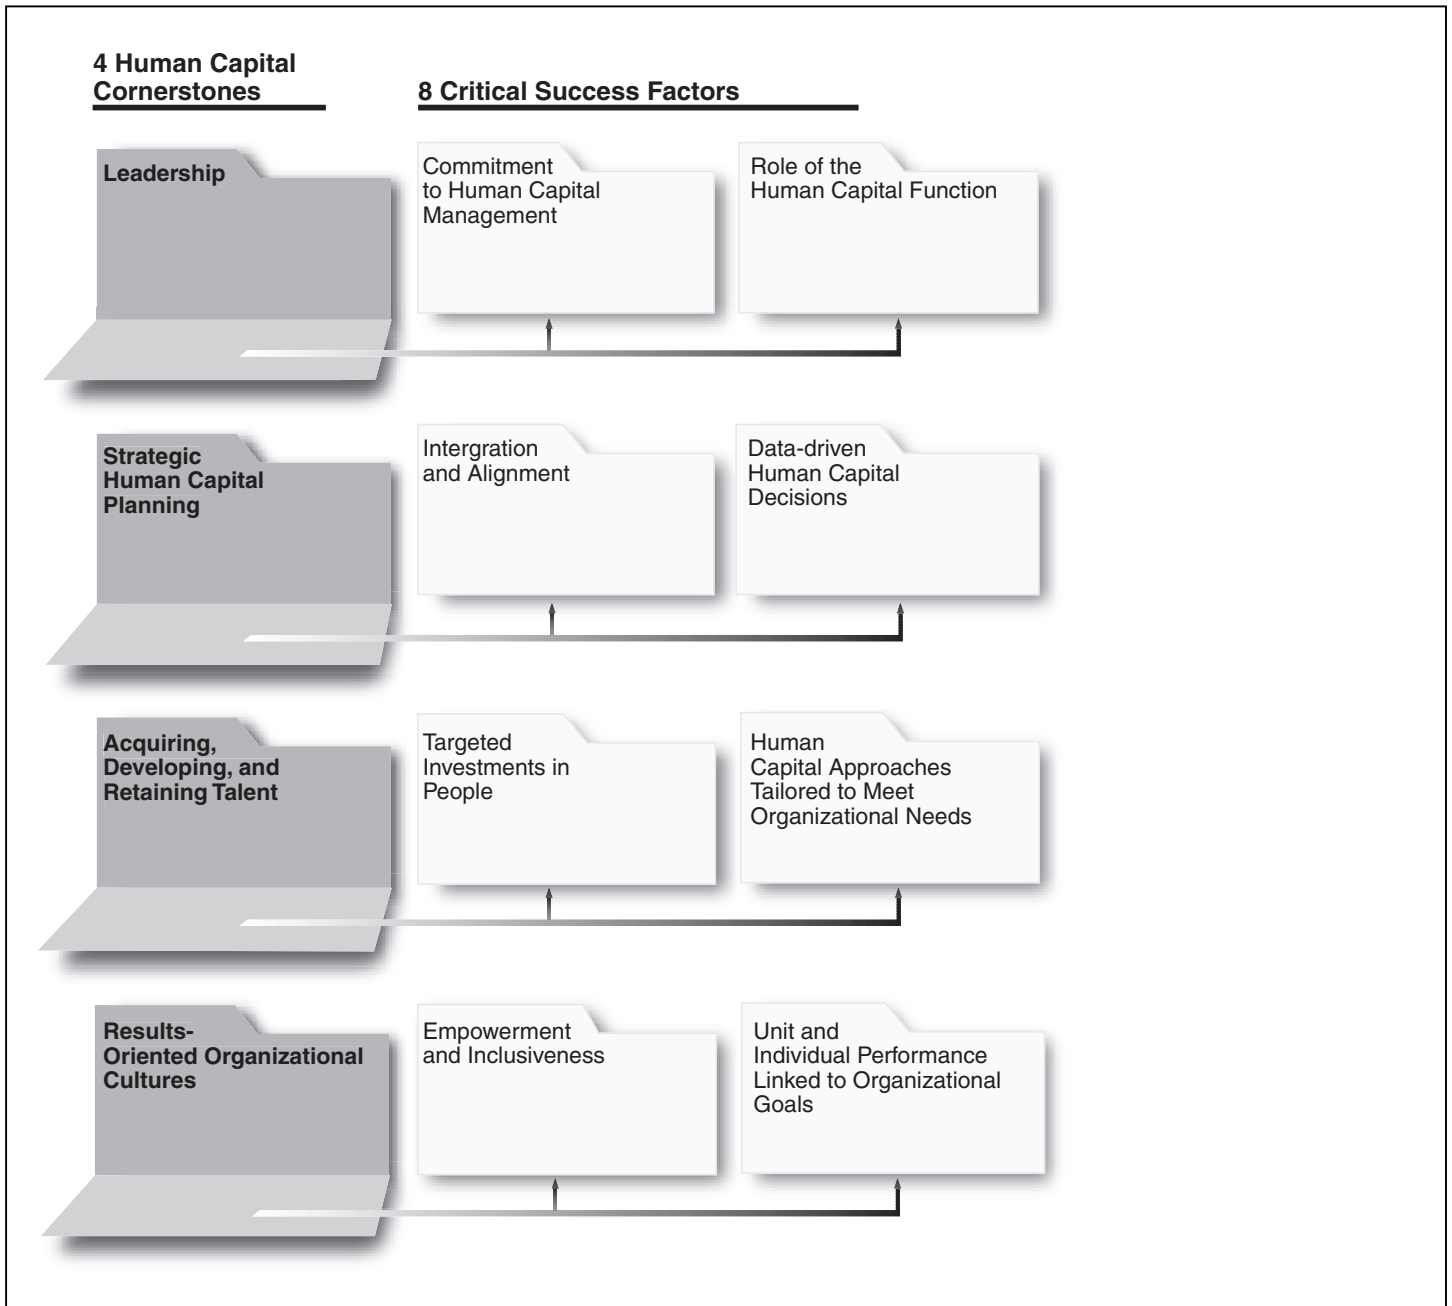 4 Human Capital
Cornerstones
8 Critical Success Factors
Leadership
Commitment
to Human Capital
Management
Role of the
Human Capital Function
Strategic
Human Capital
Planning
Intergration
and Alignment
Data-driven
Human Capital
Decisions
Acquiring,
Developing, and
Retaining Talent
Targeted
Investments in
People
Human
Capital Approaches
Tailored to Meet
Organizational Needs
Results-
Oriented Organizational
Cultures
Empowerment
and Inclusiveness
Unit and
Individual Performance
Linked to Organizational
Goals